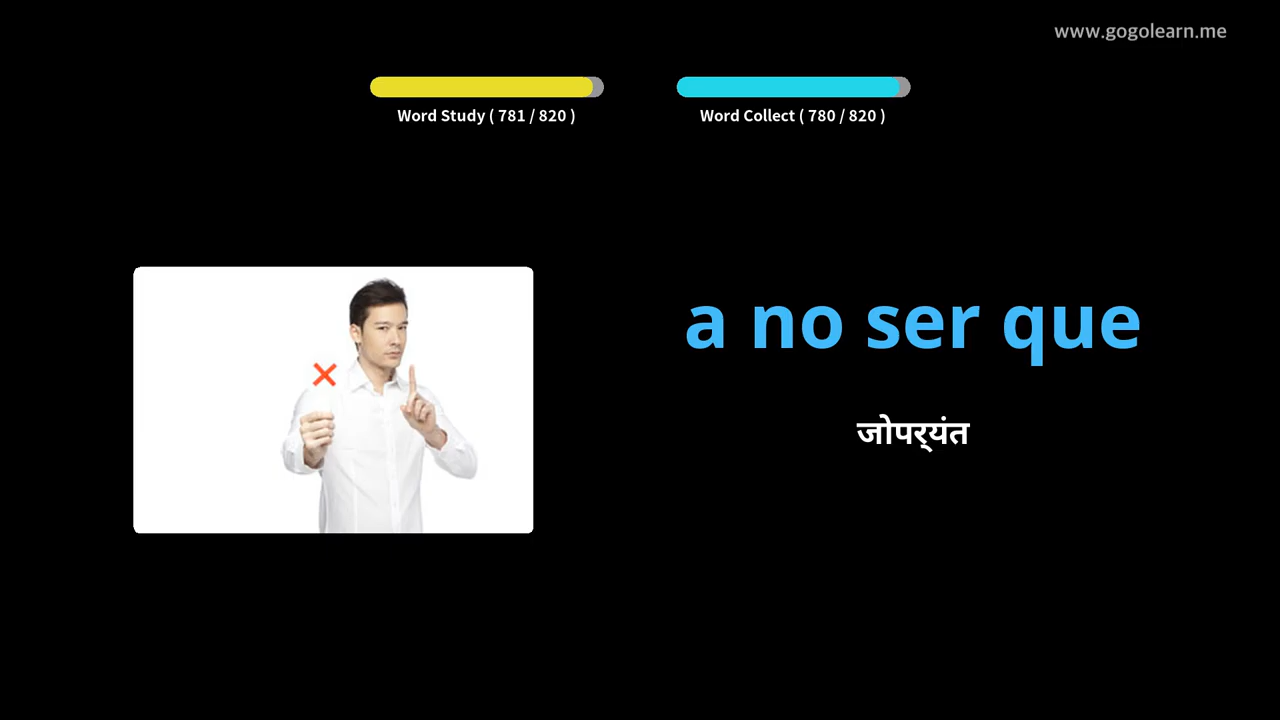 www.gogolearn.me
Word Study ( 781 / 820 )
Word Collect ( 780 / 820 )
a no ser que
जोपर्यंत